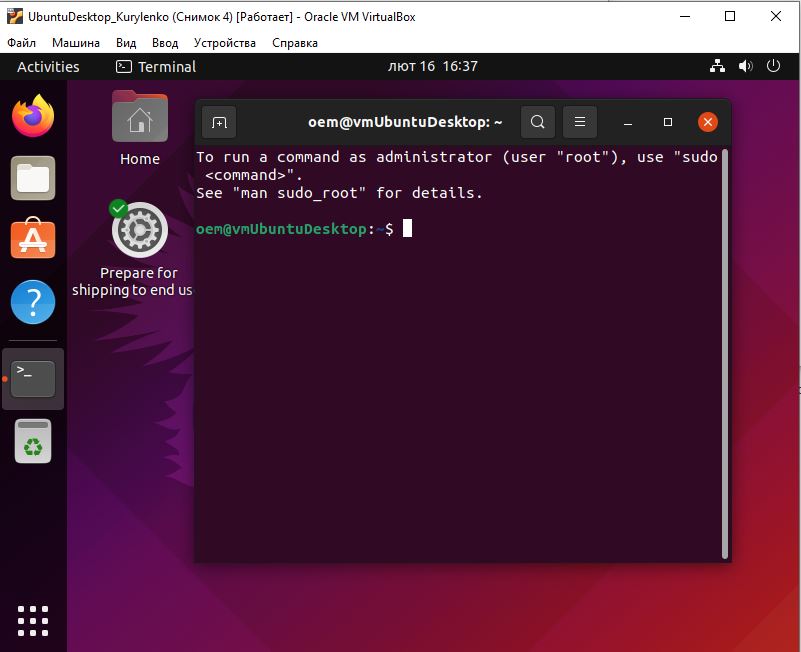 UbuntuDesktop_Kurylenko (Снимок 4) [Работает] - Oracle VM VirtualBox
Файл Машина Вид Ввод Устройства Справка
Activities Terminal лют 16 16:37
Home
Prepare for
shipping to end us
oem@vmUbuntuDesktop: ~
To run a command as administrator (user "root"), use "sudo
<command>".
See "man sudo_root" for details.
oem@vmUbuntuDesktop:~$